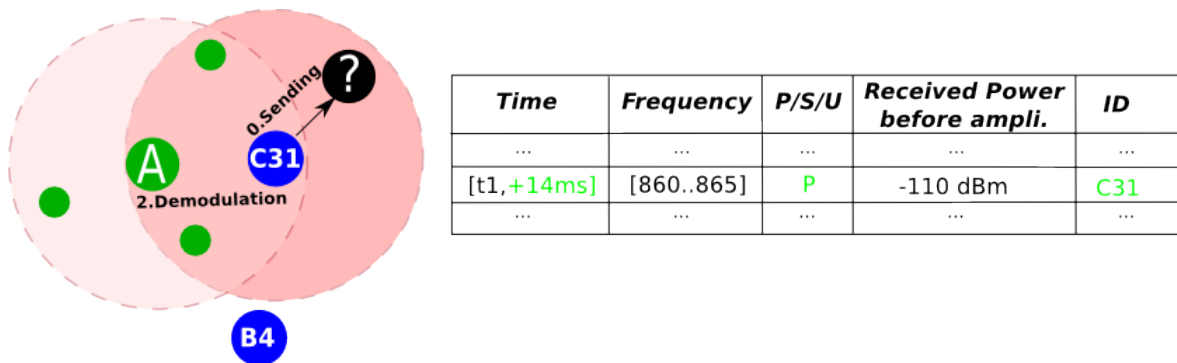 ?
0.Sending
A
C31
2.Demodulation
B4
Time Frequency P/S/U Received Power before ampli. ID
... ... ... ... ...
[t1,+14ms] [860..865] P -110 dBm C31
... ... ... ... ...